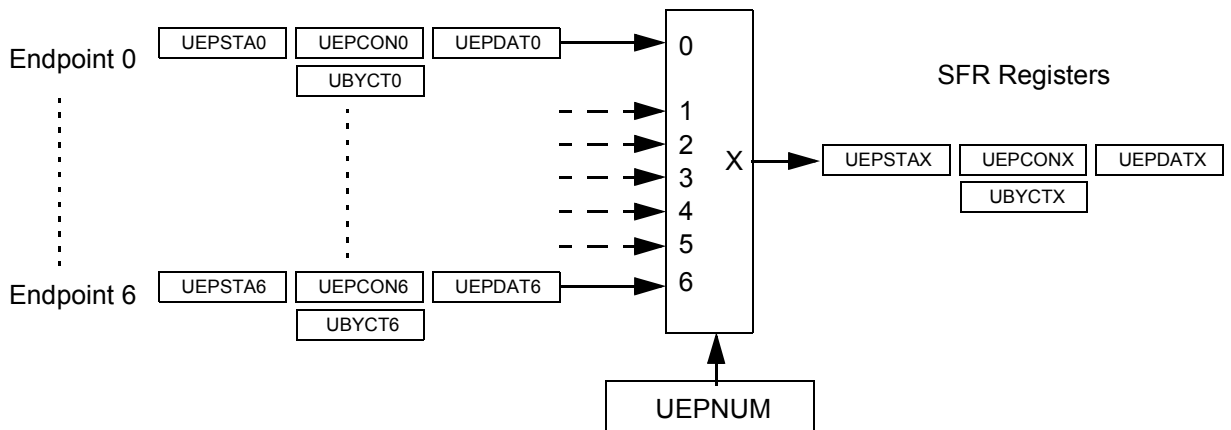 Endpoint 0
UEPSTA0 UEPCON0 UEPDAT0
UBYCT0
0
1
2
3
4
5
6
X
SFR Registers
UEPSTAX UEPCONX UEPDATX
UBYCTX
Endpoint 6
UEPSTA6 UEPCON6 UEPDAT6
UBYCT6
UEPNUM